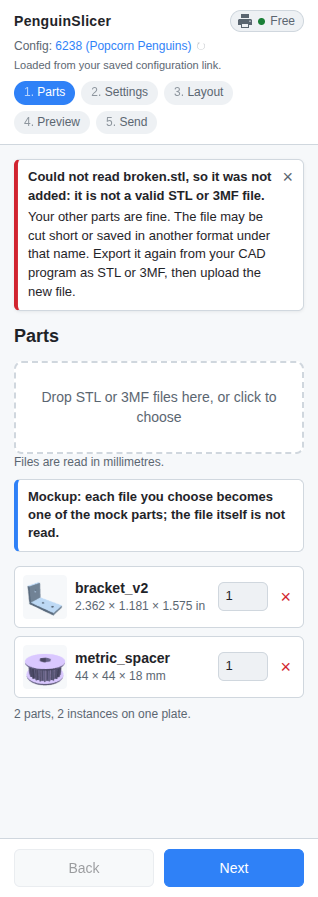 PenguinSlicer
Free
Config: 6238 (Popcorn Penguins)
Loaded from your saved configuration link.
1. Parts
2. Settings
3. Layout
4. Preview
5. Send
Could not read broken.stl, so it was not
added: it is not a valid STL or 3MF file.
×
Your other parts are fine. The file may
be cut short or saved in another format under
that name. Export it again from your CAD
program as STL or 3MF, then upload the
new file.
Parts
Drop STL or 3MF files here, or click to
choose
Files are read in millimetres.
Mockup: each file you choose becomes
one of the mock parts; the file itself is not
read.
bracket_v2
2.362 × 1.181 × 1.575 in
1
×
metric_spacer
44 × 44 × 18 mm
1
×
2 parts, 2 instances on one plate.
Back
Next